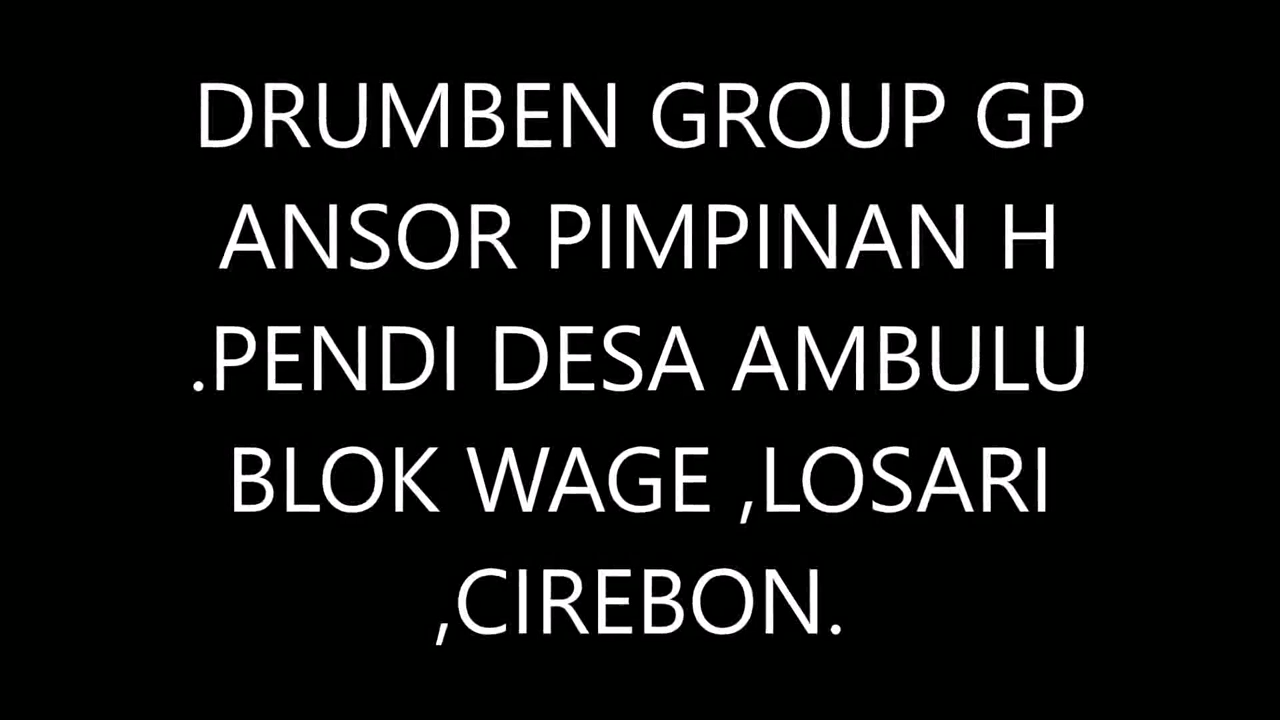 DRUMBEN GROUP GP
ANSOR PIMPINAN H
.PENDI DESA AMBULU
BLOK WAGE ,LOSARI
,CIREBON.